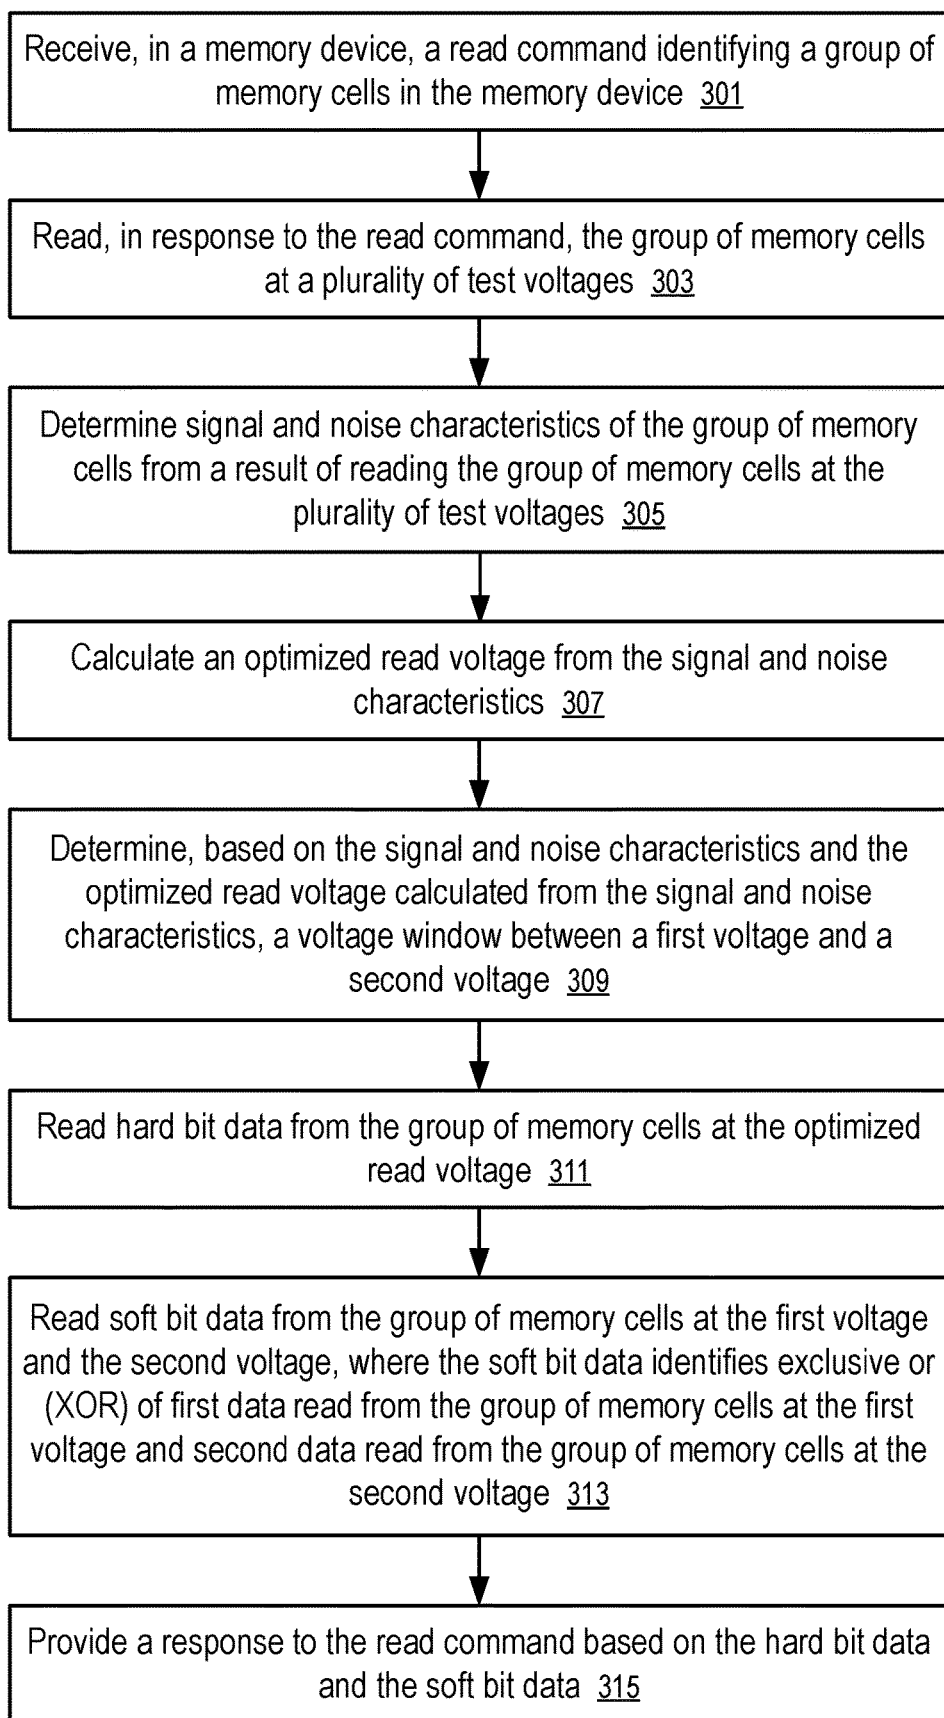 Receive, in a memory device, a read command identifying a group of
memory cells in the memory device 301
Read, in response to the read command, the group of memory cells
at a plurality of test voltages 303
Determine signal and noise characteristics of the group of memory
cells from a result of reading the group of memory cells at the
plurality of test voltages 305
Calculate an optimized read voltage from the signal and noise
characteristics 307
Determine, based on the signal and noise characteristics and the
optimized read voltage calculated from the signal and noise
characteristics, a voltage window between a first voltage and a
second voltage 309
Read hard bit data from the group of memory cells at the optimized
read voltage 311
Read soft bit data from the group of memory cells at the first voltage
and the second voltage, where the soft bit data identifies exclusive or
(XOR) of first data read from the group of memory cells at the first
voltage and second data read from the group of memory cells at the
second voltage 313
Provide a response to the read command based on the hard bit data
and the soft bit data 315